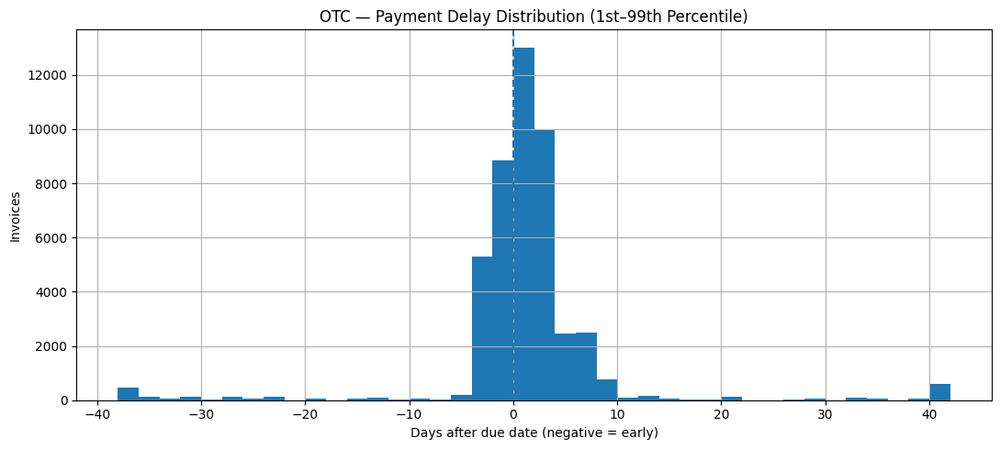 OTC — Payment Delay Distribution (1st–99th Percentile)
Invoices
12000
10000
8000
6000
4000
2000
0
−40 −30 −20 −10 0 10 20 30 40
Days after due date (negative = early)